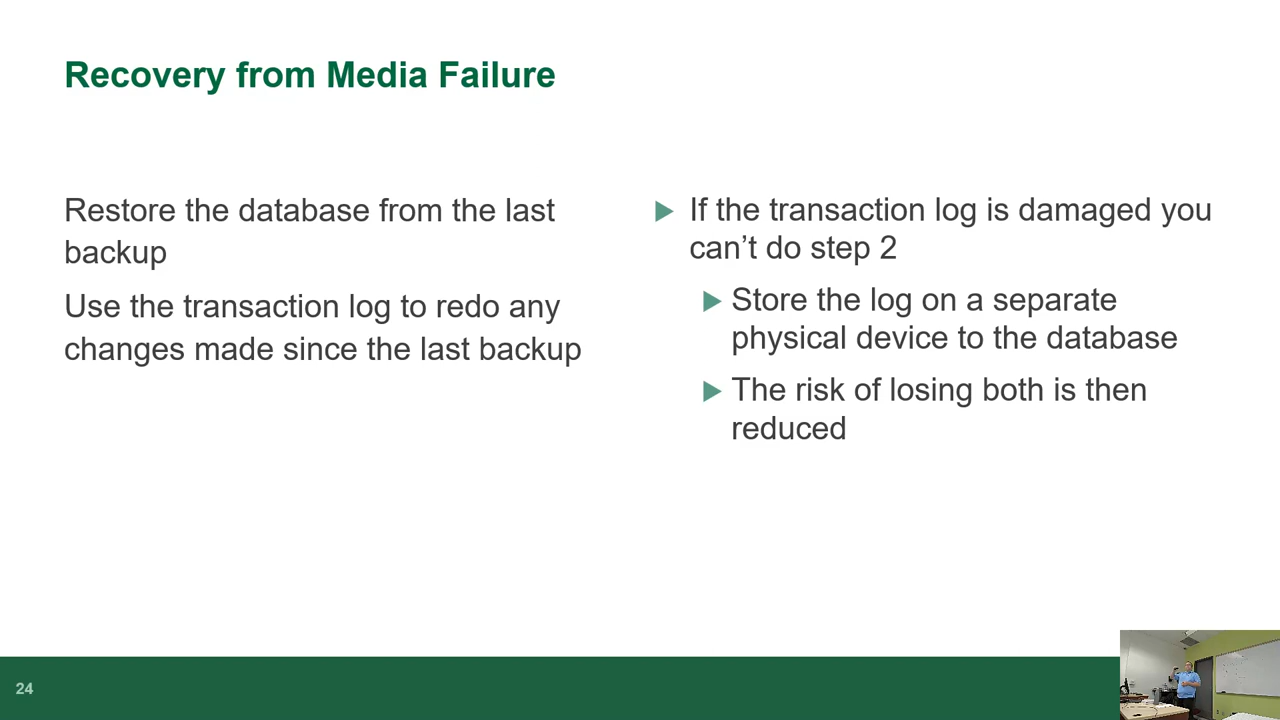 Recovery from Media Failure
Restore the database from the last
backup
Use the transaction log to redo any
changes made since the last backup
If the transaction log is damaged you
can’t do step 2
Store the log on a separate
physical device to the database
The risk of losing both is then
reduced
24